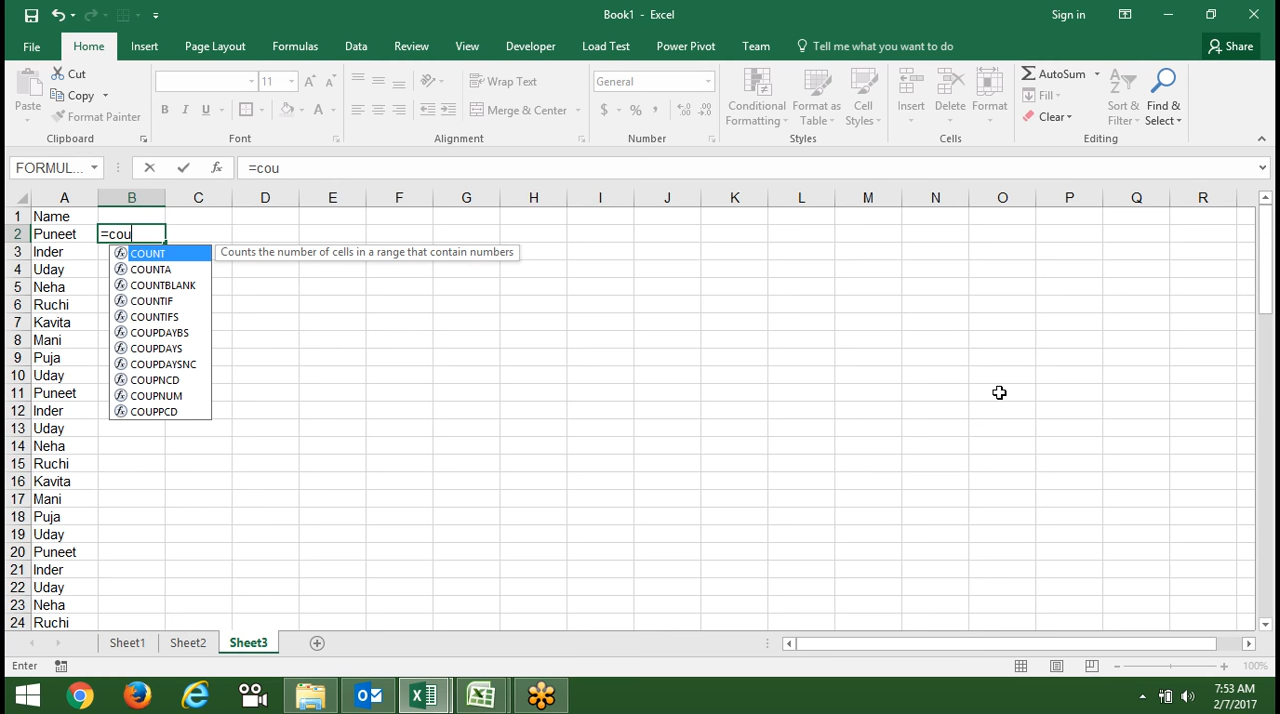 Book1 - Excel
Sign in
File Home Insert Page Layout Formulas Data Review View Developer Load Test Power Pivot Team Tell me what you want to do Share
Paste
Cut
Copy
Format Painter
Clipboard
11 A A
B I U A
Font
Wrap Text
Merge & Center
Alignment
General
$ % ,
.0 .00
.00 .0
Number
Conditional Formatting
Format as Table
Cell Styles
Styles
Insert
Delete
Format
Cells
AutoSum
Fill
Clear
Sort & Filter
Find & Select
Editing
FORMUL... fx =cou
A B C D E F G H I J K L M N O P Q R
1 Name
2 Puneet =cou
3 Inder
4 Uday
5 Neha
6 Ruchi
7 Kavita
8 Mani
9 Puja
10 Uday
11 Puneet
12 Inder
13 Uday
14 Neha
15 Ruchi
16 Kavita
17 Mani
18 Puja
19 Uday
20 Puneet
21 Inder
22 Uday
23 Neha
24 Ruchi
COUNT Counts the number of cells in a range that contain numbers
COUNTA
COUNTBLANK
COUNTIF
COUNTIFS
COUPDAYBS
COUPDAYS
COUPDAYSNC
COUPNCD
COUPNUM
COUPPCD
Sheet1 Sheet2 Sheet3
Enter
100%
7:53 AM
2/7/2017